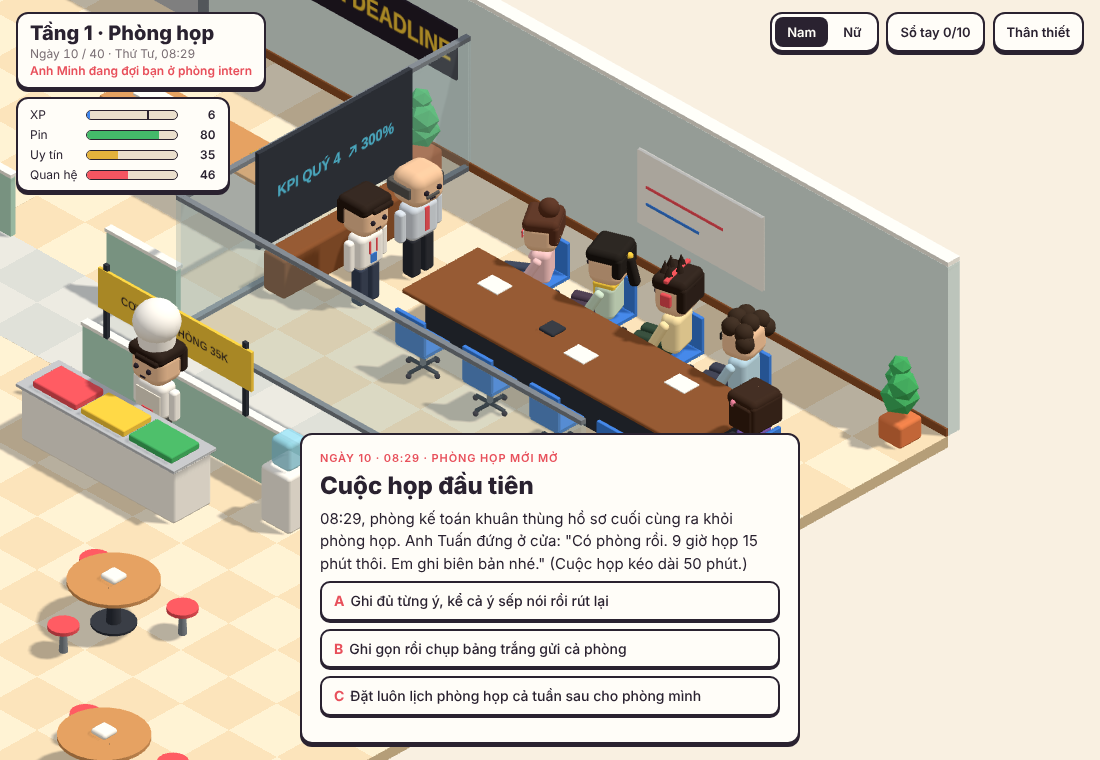 Tầng 1 · Phòng họp
Ngày 10 / 40 · Thứ Tư, 08:29
Anh Minh đang đợi bạn ở phòng intern
XP 6
Pin 80
Uy tín 35
Quan hệ 46
Nam Nữ
Sổ tay 0/10
Thân thiết
DEADLINE
KPI QUÝ 4 ↗ 300%
35K
NGÀY 10 · 08:29 · PHÒNG HỌP MỚI MỞ
Cuộc họp đầu tiên
08:29, phòng kế toán khuân thùng hồ sơ cuối cùng ra khỏi
phòng họp. Anh Tuấn đứng ở cửa: "Có phòng rồi. 9 giờ họp 15
phút thôi. Em ghi biên bản nhé." (Cuộc họp kéo dài 50 phút.)
A Ghi đủ từng ý, kể cả ý sếp nói rồi rút lại
B Ghi gọn rồi chụp bảng trắng gửi cả phòng
C Đặt luôn lịch phòng họp cả tuần sau cho phòng mình